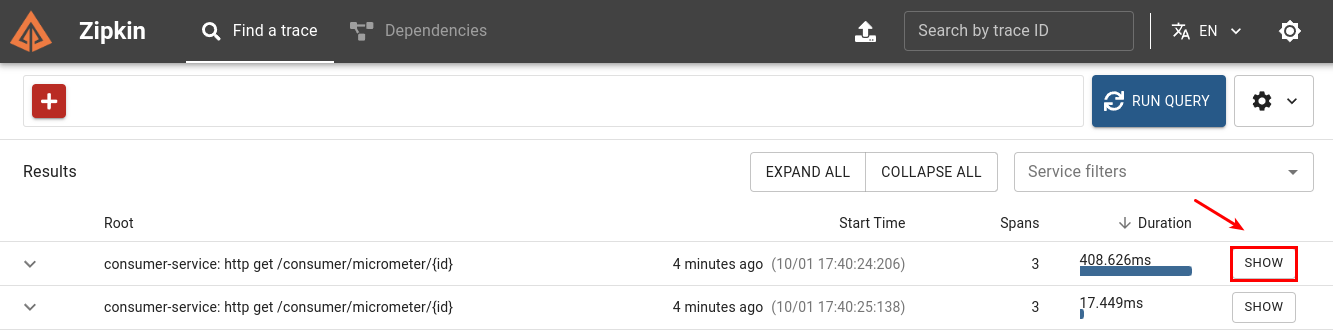 Zipkin Find a trace Dependencies Search by trace ID EN
RUN QUERY
Results EXPAND ALL COLLAPSE ALL Service filters
Root Start Time Spans Duration
consumer-service: http get /consumer/micrometer/{id} 4 minutes ago (10/01 17:40:24:206) 3 408.626ms SHOW
consumer-service: http get /consumer/micrometer/{id} 4 minutes ago (10/01 17:40:25:138) 3 17.449ms SHOW